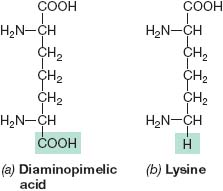 COOH
H₂N–CH
CH₂
CH₂
CH₂
H₂N–CH
COOH
(a) Diaminopimelic
acid
COOH
H₂N–CH
CH₂
CH₂
CH₂
H₂N–CH
H
(b) Lysine